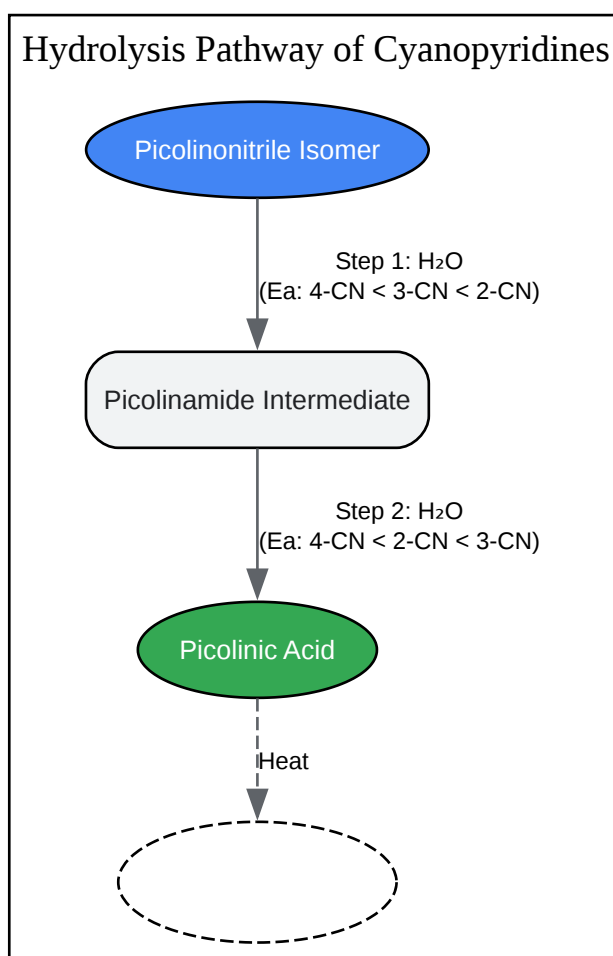 Hydrolysis Pathway of Cyanopyridines
Picolinonitrile Isomer
Step 1: H₂O
(Ea: 4-CN < 3-CN < 2-CN)
Picolinamide Intermediate
Step 2: H₂O
(Ea: 4-CN < 2-CN < 3-CN)
Picolinic Acid
Heat